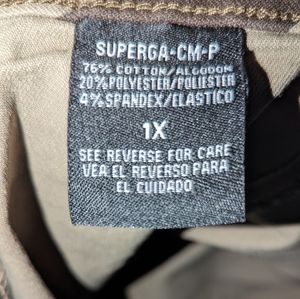 SUPERGA-CM-P
76% COTTON/ALGODON
20% POLYESTER/POLIESTER
4% SPANDEX/ELASTICO
1X
SEE REVERSE FOR CARE
VEA EL REVERSO PARA
EL CUIDADO